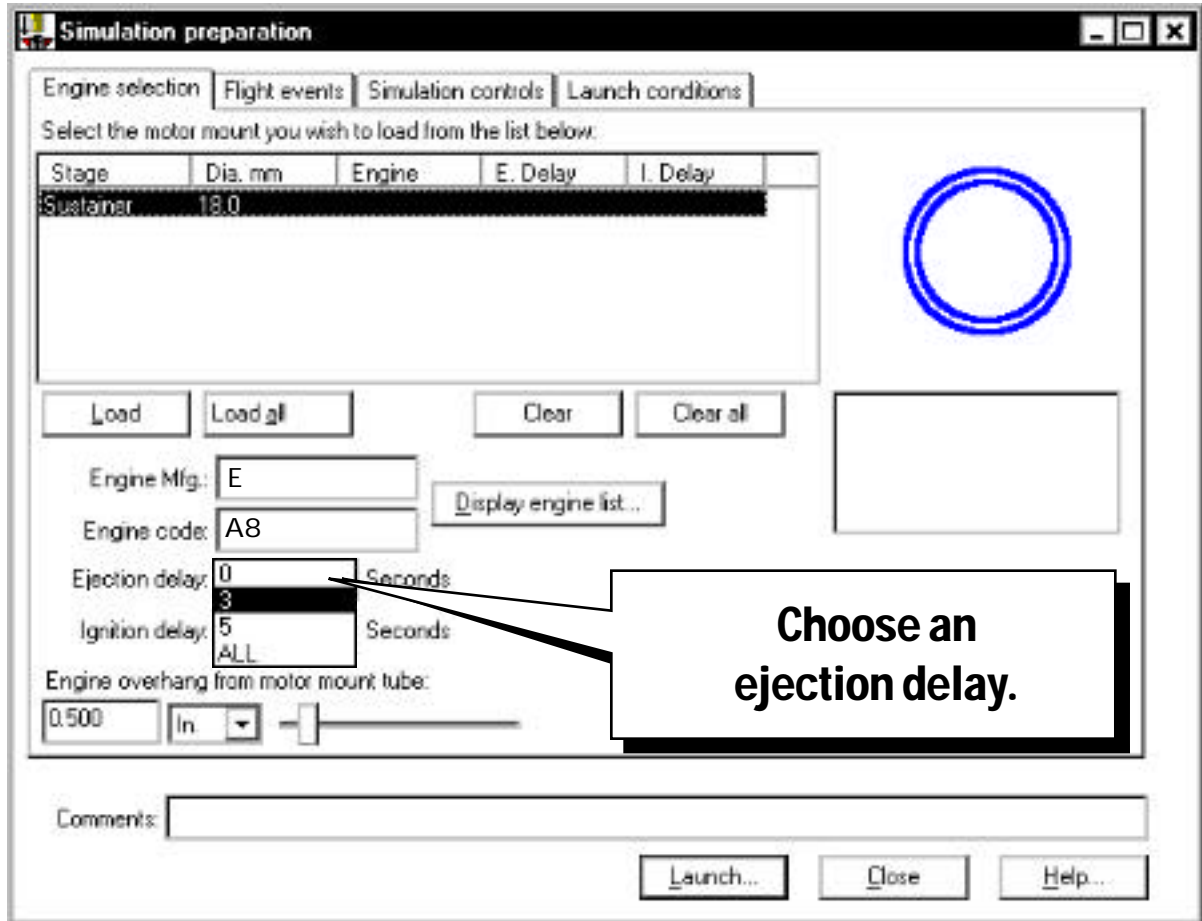 Simulation preparation
Engine selection Flight events Simulation controls Launch conditions
Select the motor mount you wish to load from the list below:
Stage Dia. mm Engine E. Delay I. Delay
Sustainer 18.0
Load Load all Clear Clear all
Engine Mfg.: E
Display engine list...
Engine code: A8
Ejection delay: 0 Seconds
3
Ignition delay: 5 Seconds
ALL
Choose an
ejection delay.
Engine overhang from motor mount tube:
0.500 In.
Comments:
Launch... Close Help...